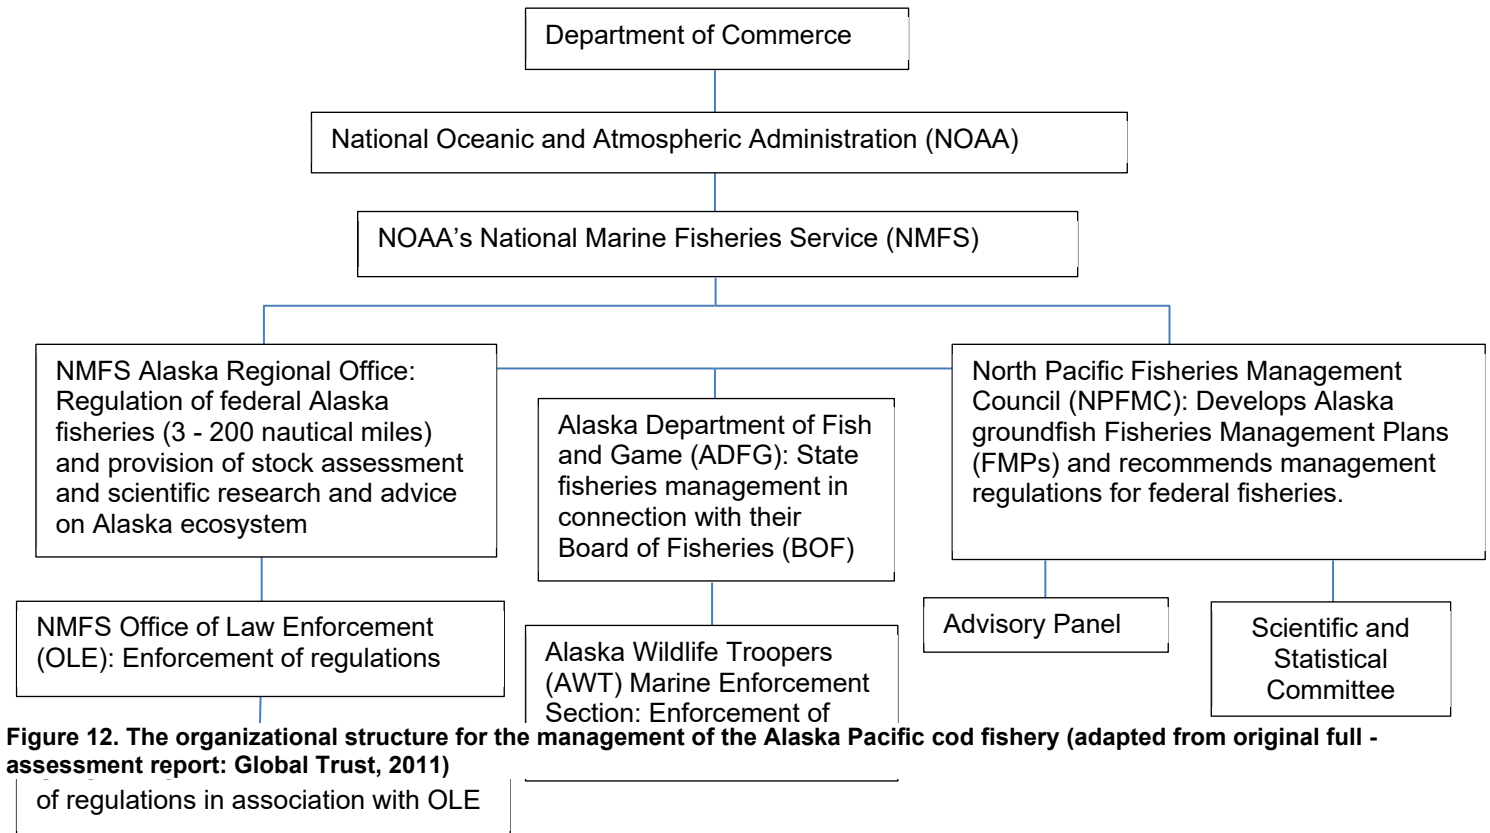 Department of Commerce
National Oceanic and Atmospheric Administration (NOAA)
NOAA’s National Marine Fisheries Service (NMFS)
NMFS Alaska Regional Office:
Regulation of federal Alaska
fisheries (3 - 200 nautical miles)
and provision of stock assessment
and scientific research and advice
on Alaska ecosystem
Alaska Department of Fish
and Game (ADFG): State
fisheries management in
connection with their
Board of Fisheries (BOF)
North Pacific Fisheries Management
Council (NPFMC): Develops Alaska
groundfish Fisheries Management Plans
(FMPs) and recommends management
regulations for federal fisheries.
NMFS Office of Law Enforcement
(OLE): Enforcement of regulations
Alaska Wildlife Troopers
(AWT) Marine Enforcement
Section: Enforcement of
Advisory Panel
Scientific and
Statistical
Committee
Figure 12. The organizational structure for the management of the Alaska Pacific cod fishery (adapted from original full -
assessment report: Global Trust, 2011)
of regulations in association with OLE